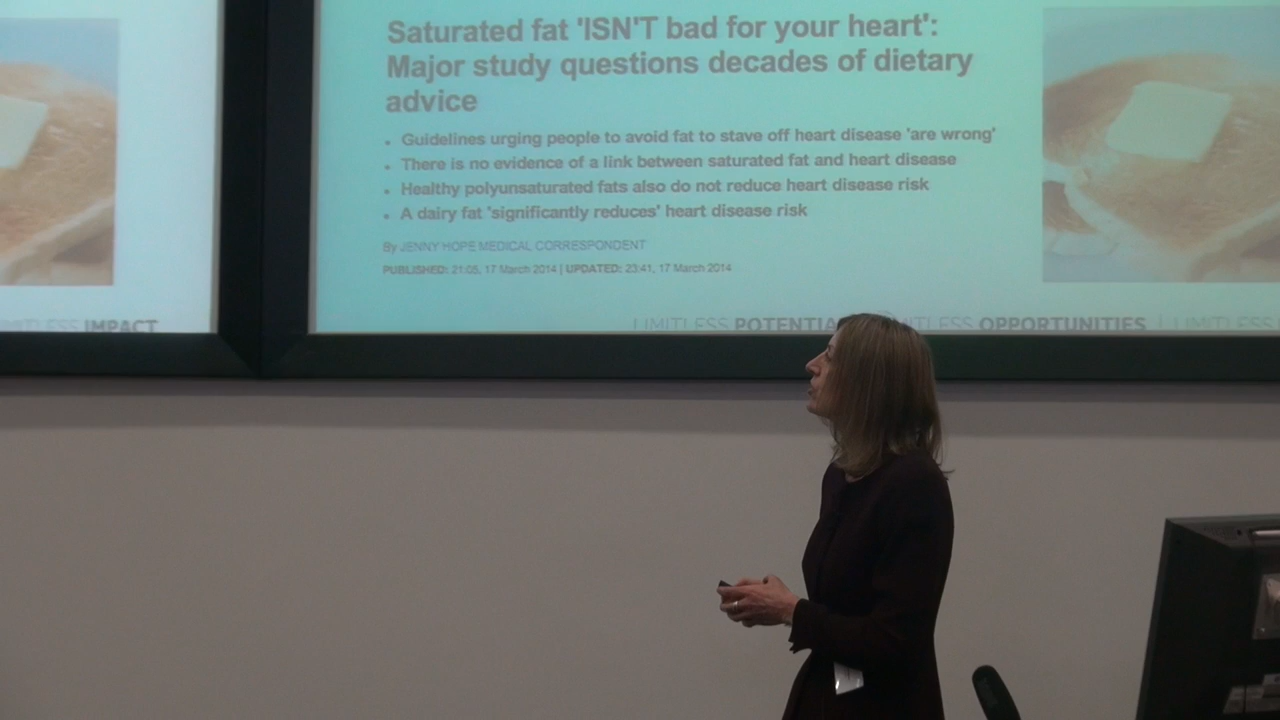 Saturated fat 'ISN'T bad for your heart':
Major study questions decades of dietary
advice
• Guidelines urging people to avoid fat to stave off heart disease 'are wrong'
• There is no evidence of a link between saturated fat and heart disease
• Healthy polyunsaturated fats also do not reduce heart disease risk
• A dairy fat 'significantly reduces' heart disease risk
By JENNY HOPE MEDICAL CORRESPONDENT
PUBLISHED: 21:05, 17 March 2014 | UPDATED: 23:41, 17 March 2014
IMPACT
LIMITLESS POTENTIA OPPORTUNITIES | LIMITLESS